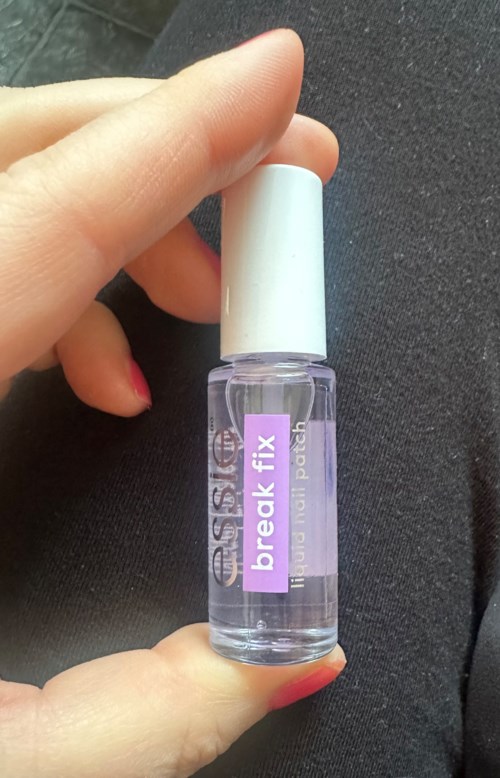 essie
break fix
liquid nail patch